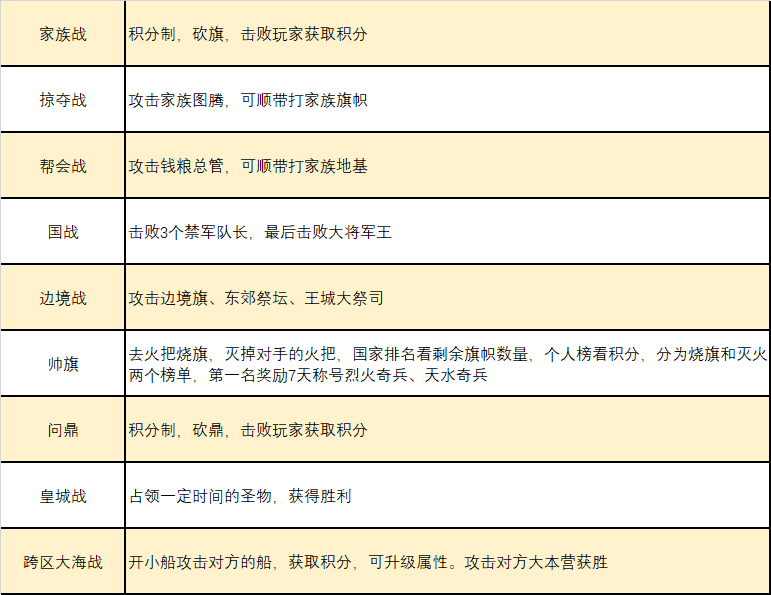 家族战
积分制，砍旗，击败玩家获取积分
掠夺战
攻击家族图腾，可顺带打家族旗帜
帮会战
攻击钱粮总管，可顺带打家族地基
国战
击败3个禁军队长，最后击败大将军王
边境战
攻击边境旗、东郊祭坛、王城大祭司
帅旗
去火把烧旗，灭掉对手的火把，国家排名看剩余旗帜数量，个人榜看积分，分为烧旗和灭火
两个榜单，第一名奖励7天称号烈火奇兵、天水奇兵
问鼎
积分制，砍鼎，击败玩家获取积分
皇城战
占领一定时间的圣物，获得胜利
跨区大海战
开小船攻击对方的船，获取积分，可升级属性。攻击对方大本营获胜